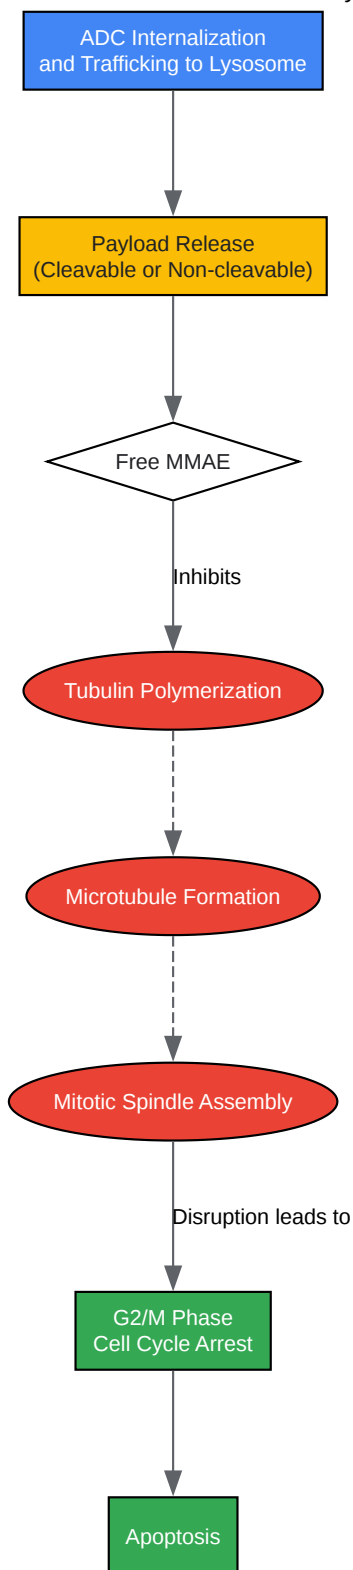 ADC Internalization
and Trafficking to Lysosome
Payload Release
(Cleavable or Non-cleavable)
Free MMAE
Inhibits
Tubulin Polymerization
Microtubule Formation
Mitotic Spindle Assembly
Disruption leads to
G2/M Phase
Cell Cycle Arrest
Apoptosis